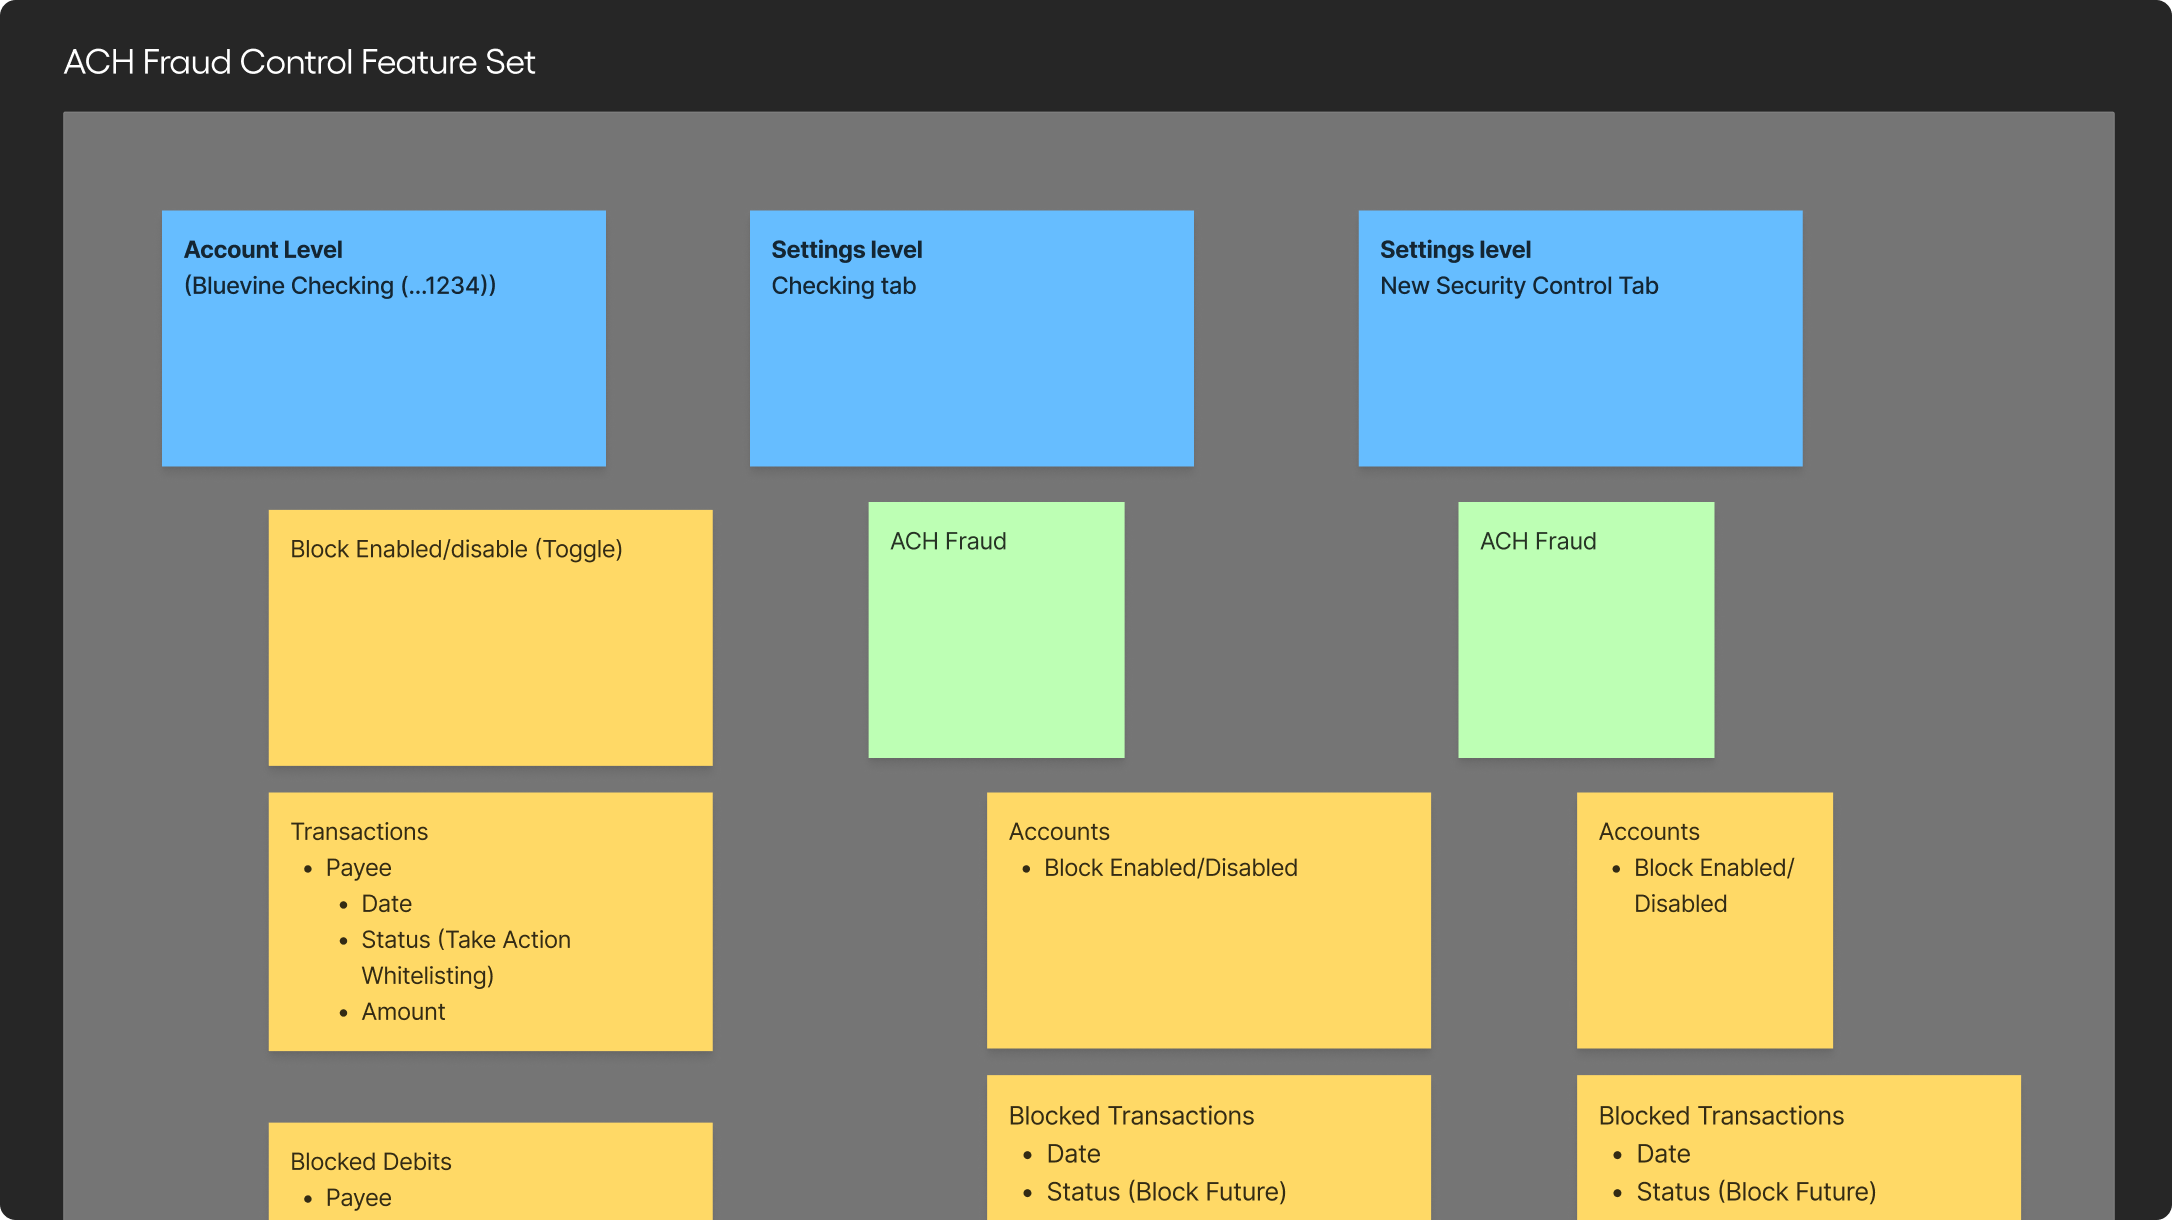 ACH Fraud Control Feature Set
Account Level
(Bluevine Checking (...1234))
Settings level
Checking tab
Settings level
New Security Control Tab
Block Enabled/disable (Toggle)
ACH Fraud
ACH Fraud
Transactions
• Payee
• Date
• Status (Take Action
Whitelisting)
• Amount
Accounts
• Block Enabled/Disabled
Accounts
• Block Enabled/
Disabled
Blocked Debits
• Payee
Blocked Transactions
• Date
• Status (Block Future)
Blocked Transactions
• Date
• Status (Block Future)